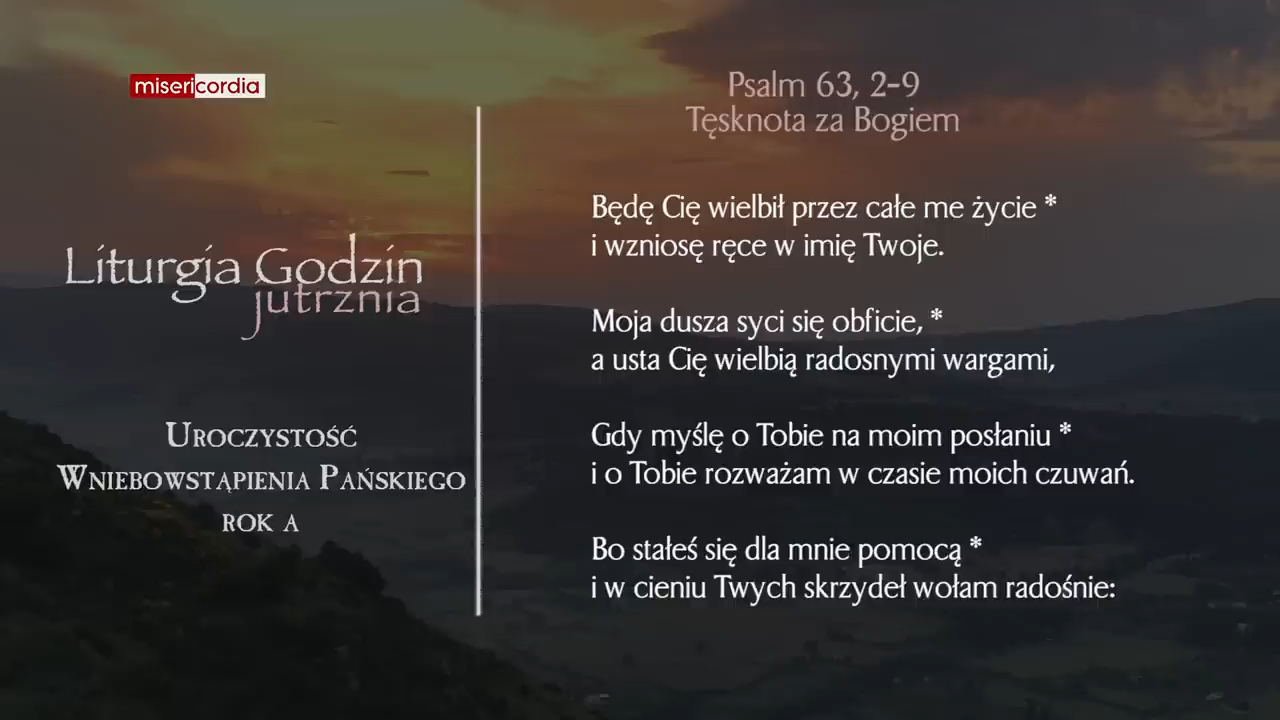 misericordia
Liturgia Godzin
jutrznia
Uroczystość
Wniebowstąpienia Pańskiego
rok A
Psalm 63, 2-9
Tęsknota za Bogiem
Będę Cię wielbił przez całe me życie *
i wzniosę ręce w imię Twoje.
Moja dusza syci się obficie, *
a usta Cię wielbią radosnymi wargami,
Gdy myślę o Tobie na moim posłaniu *
i o Tobie rozważam w czasie moich czuwań.
Bo stałeś się dla mnie pomocą *
i w cieniu Twych skrzydeł wołam radośnie: